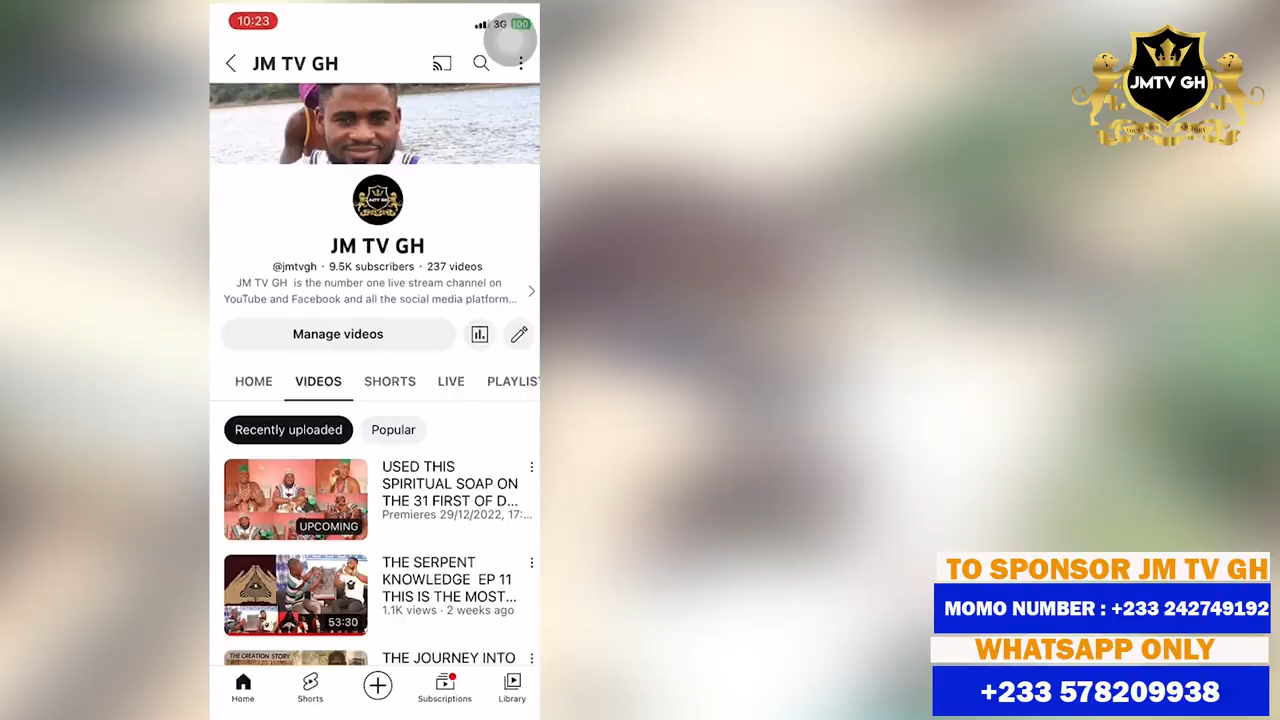 10:23
3G 100
JM TV GH
JMTV GH
JMTV GH
JM TV GH
@jmtvgh · 9.5K subscribers · 237 videos
JM TV GH is the number one live stream channel on
YouTube and Facebook and all the social media platform...
Manage videos
HOME VIDEOS SHORTS LIVE PLAYLIS
Recently uploaded Popular
USED THIS
SPIRITUAL SOAP ON
THE 31 FIRST OF D...
Premieres 29/12/2022, 17:...
UPCOMING
THE SERPENT
KNOWLEDGE EP 11
THIS IS THE MOST...
1.1K views · 2 weeks ago
53:30
THE CREATION STORY
THE JOURNEY INTO
Home Shorts Subscriptions Library
TO SPONSOR JM TV GH
MOMO NUMBER : +233 242749192
WHATSAPP ONLY
+233 578209938